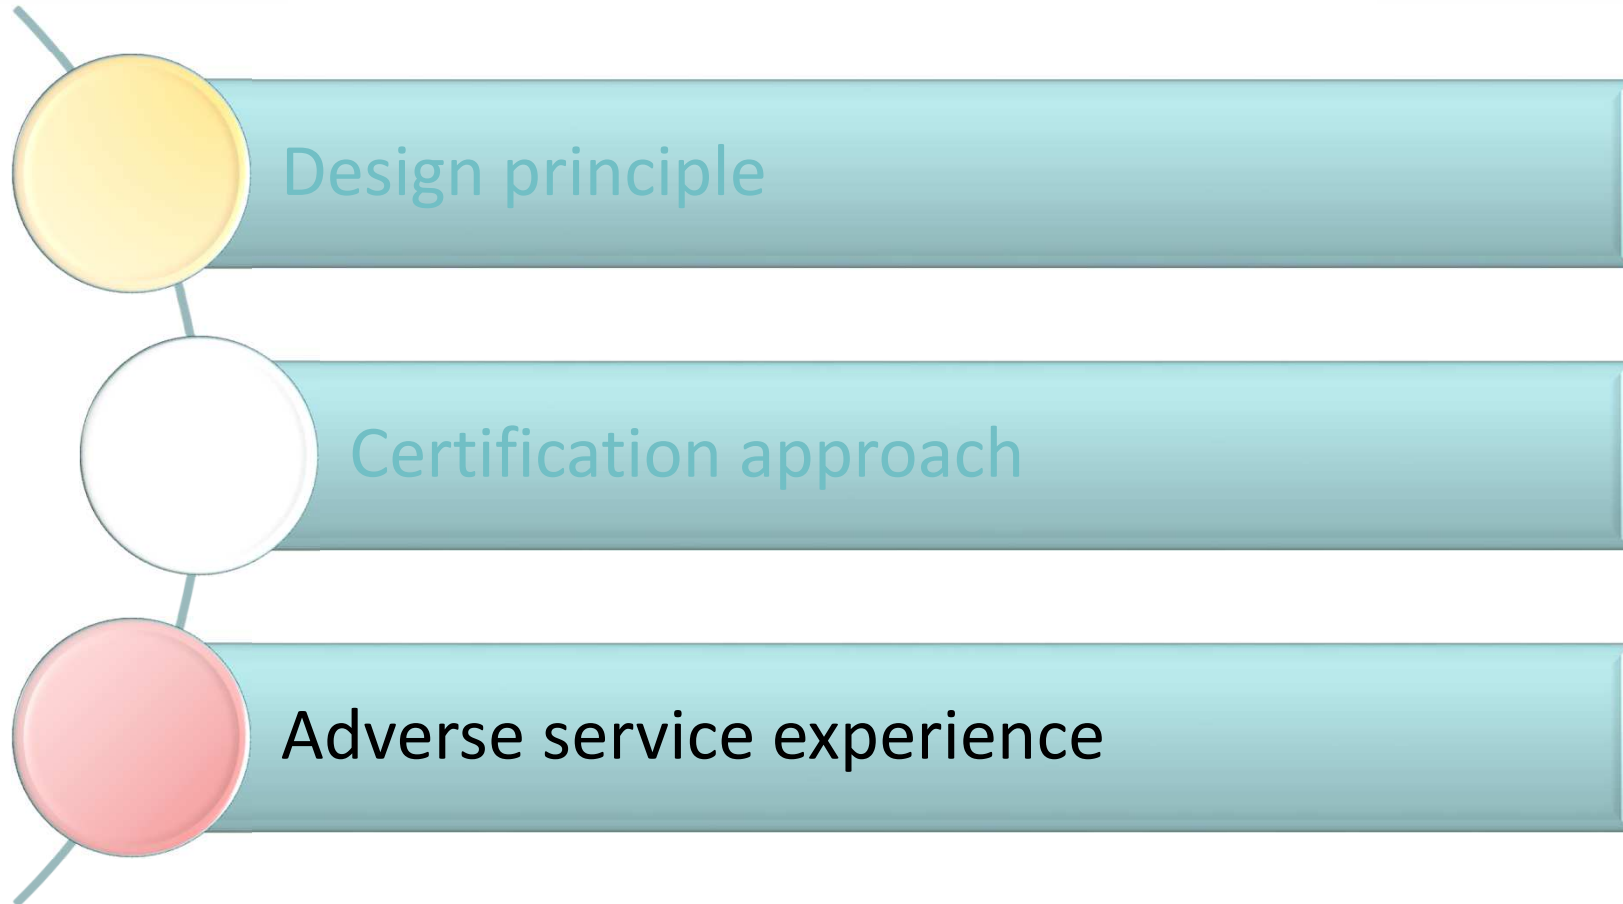 Design principle
Certification approach
Adverse service experience